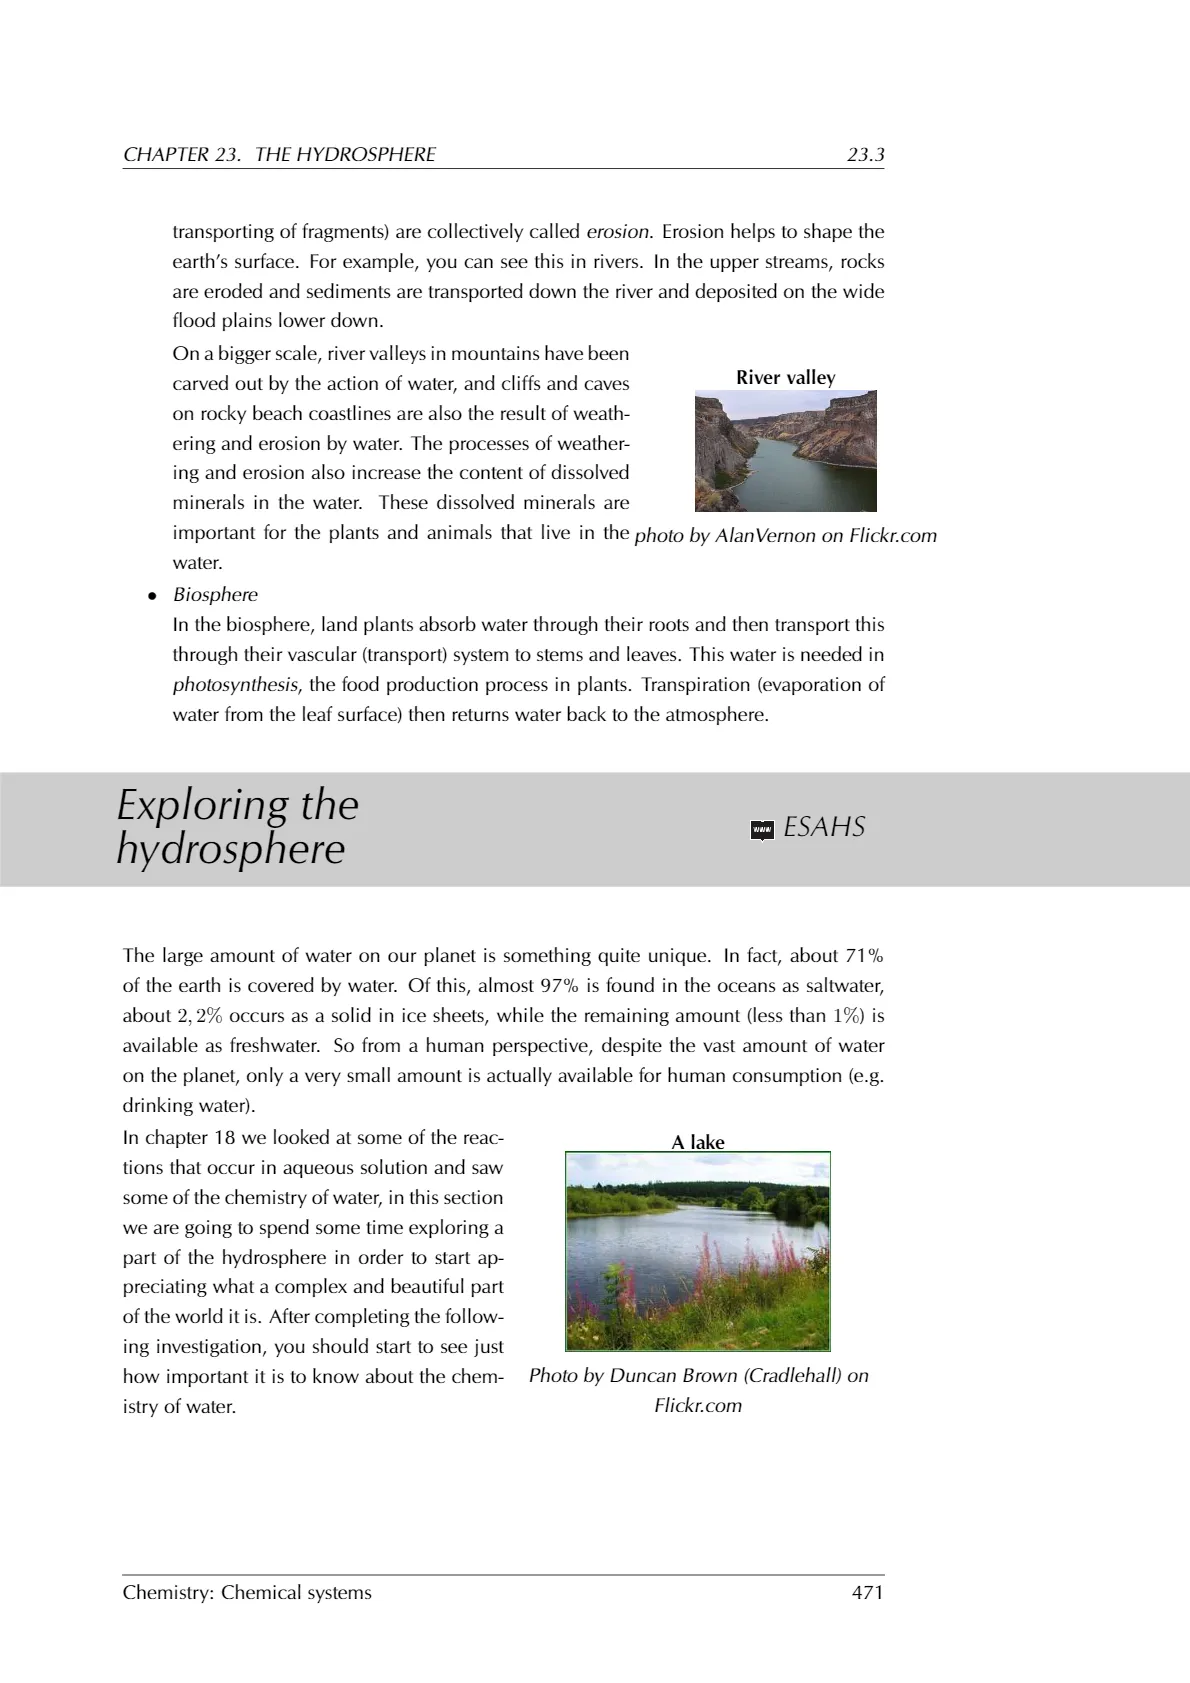 CHAPTER 23. THE HYDROSPHERE 23.3
transporting of fragments) are collectively called erosion. Erosion helps to shape the
earth's surface. For example, you can see this in rivers. In the upper streams, rocks
are eroded and sediments are transported down the river and deposited on the wide
flood plains lower down.
On a bigger scale, river valleys in mountains have been
carved out by the action of water, and cliffs and caves
on rocky beach coastlines are also the result of weath-
ering and erosion by water. The processes of weather-
ing and erosion also increase the content of dissolved
minerals in the water. These dissolved minerals are
important for the plants and animals that live in the
water.
River valley
photo by AlanVernon on Flickr.com
• Biosphere
In the biosphere, land plants absorb water through their roots and then transport this
through their vascular (transport) system to stems and leaves. This water is needed in
photosynthesis, the food production process in plants. Transpiration (evaporation of
water from the leaf surface) then returns water back to the atmosphere.
Exploring the
hydrosphere
www ESAHS
The large amount of water on our planet is something quite unique. In fact, about 71%
of the earth is covered by water. Of this, almost 97% is found in the oceans as saltwater,
about 2, 2% occurs as a solid in ice sheets, while the remaining amount (less than 1%) is
available as freshwater. So from a human perspective, despite the vast amount of water
on the planet, only a very small amount is actually available for human consumption (e.g.
drinking water).
In chapter 18 we looked at some of the reac-
tions that occur in aqueous solution and saw
some of the chemistry of water, in this section
we are going to spend some time exploring a
part of the hydrosphere in order to start ap-
preciating what a complex and beautiful part
of the world it is. After completing the follow-
ing investigation, you should start to see just
how important it is to know about the chem-
istry of water.
A lake
Photo by Duncan Brown (Cradlehall) on
Flickr.com
Chemistry: Chemical systems 471